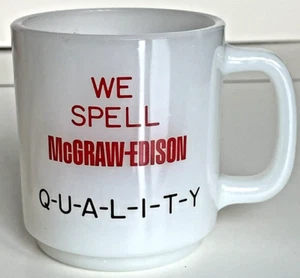 WE
SPELL
McGRAW-EDISON
Q-U-A-L-I-T-Y